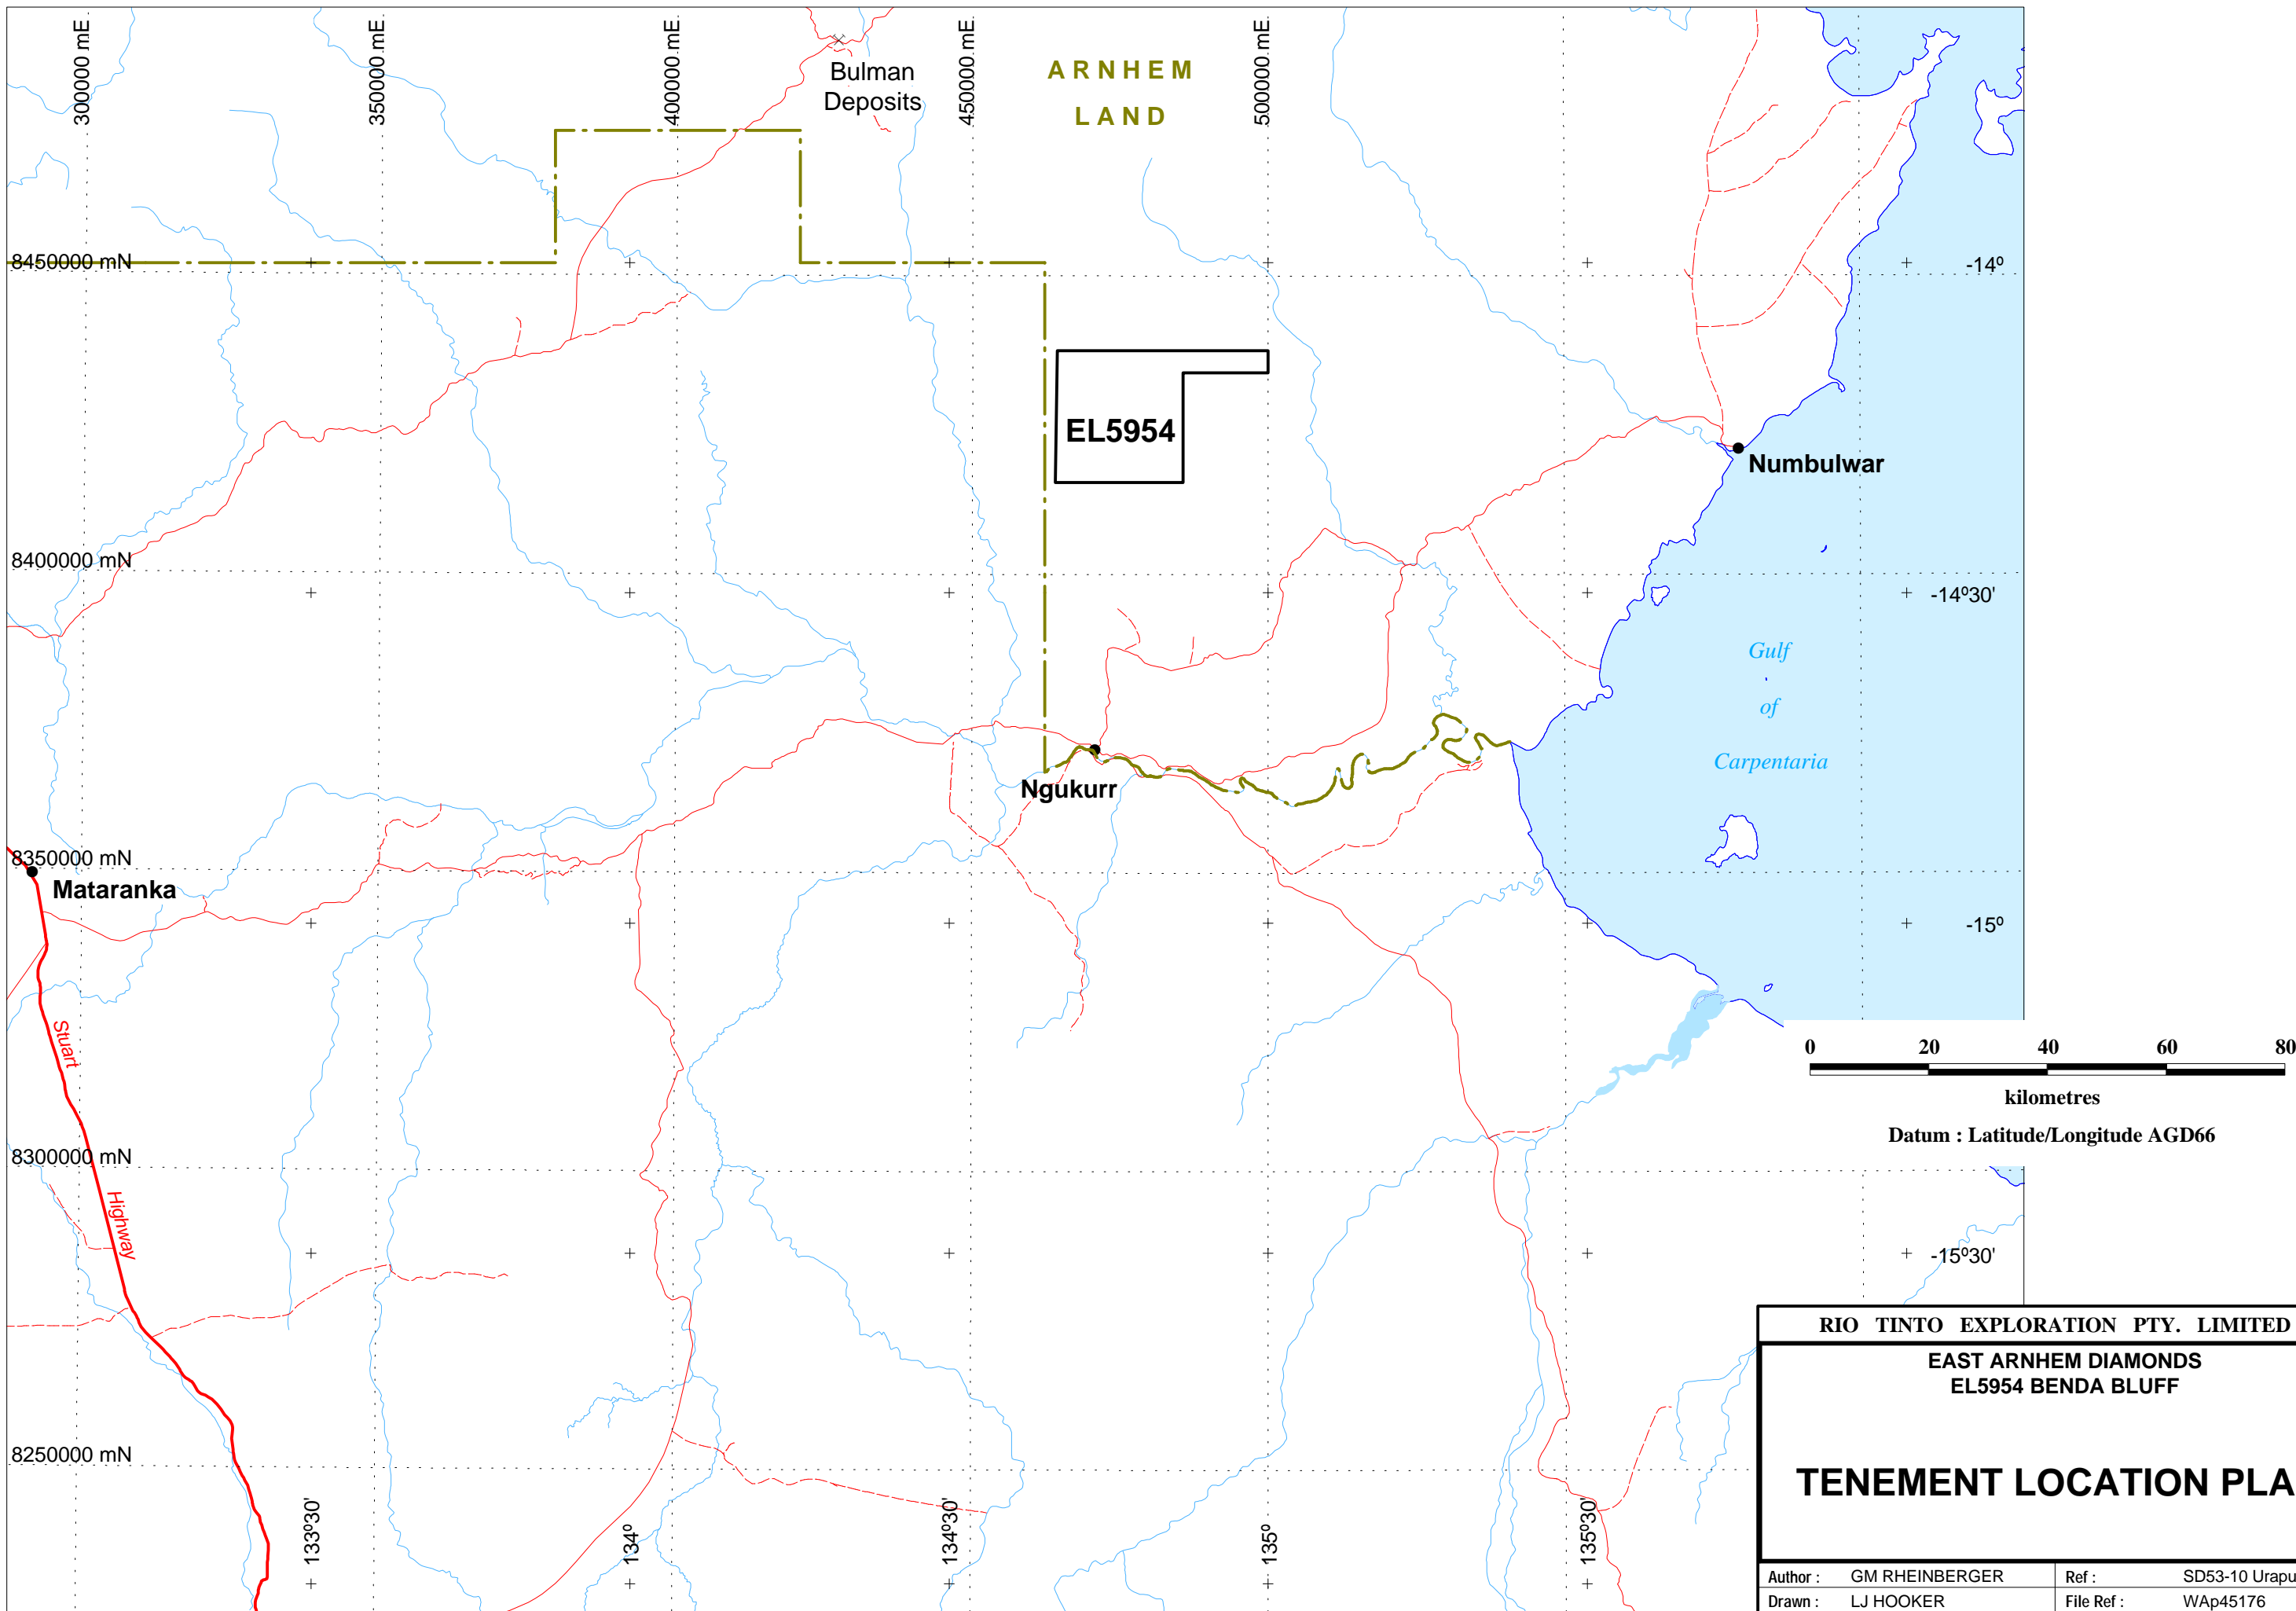 300000 mE
350000 mE
400000 mE
450000 mE
500000 mE
Bulman
Deposits
ARNHEM
LAND
8450000 mN
-14º
EL5954
Numbulwar
8400000 mN
-14º30'
Gulf
of
Carpentaria
Ngukurr
8350000 mN
Mataranka
-15º
Stuart
Highway
0 20 40 60 80
kilometres
Datum : Latitude/Longitude AGD66
8300000 mN
-15º30'
8250000 mN
133º30'
134º
134º30'
135º
135º30'
RIO TINTO EXPLORATION PTY. LIMITED
EAST ARNHEM DIAMONDS
EL5954 BENDA BLUFF
TENEMENT LOCATION PLA
Author : GM RHEINBERGER Ref : SD53-10 Urapu
Drawn : LJ HOOKER File Ref : WAp45176